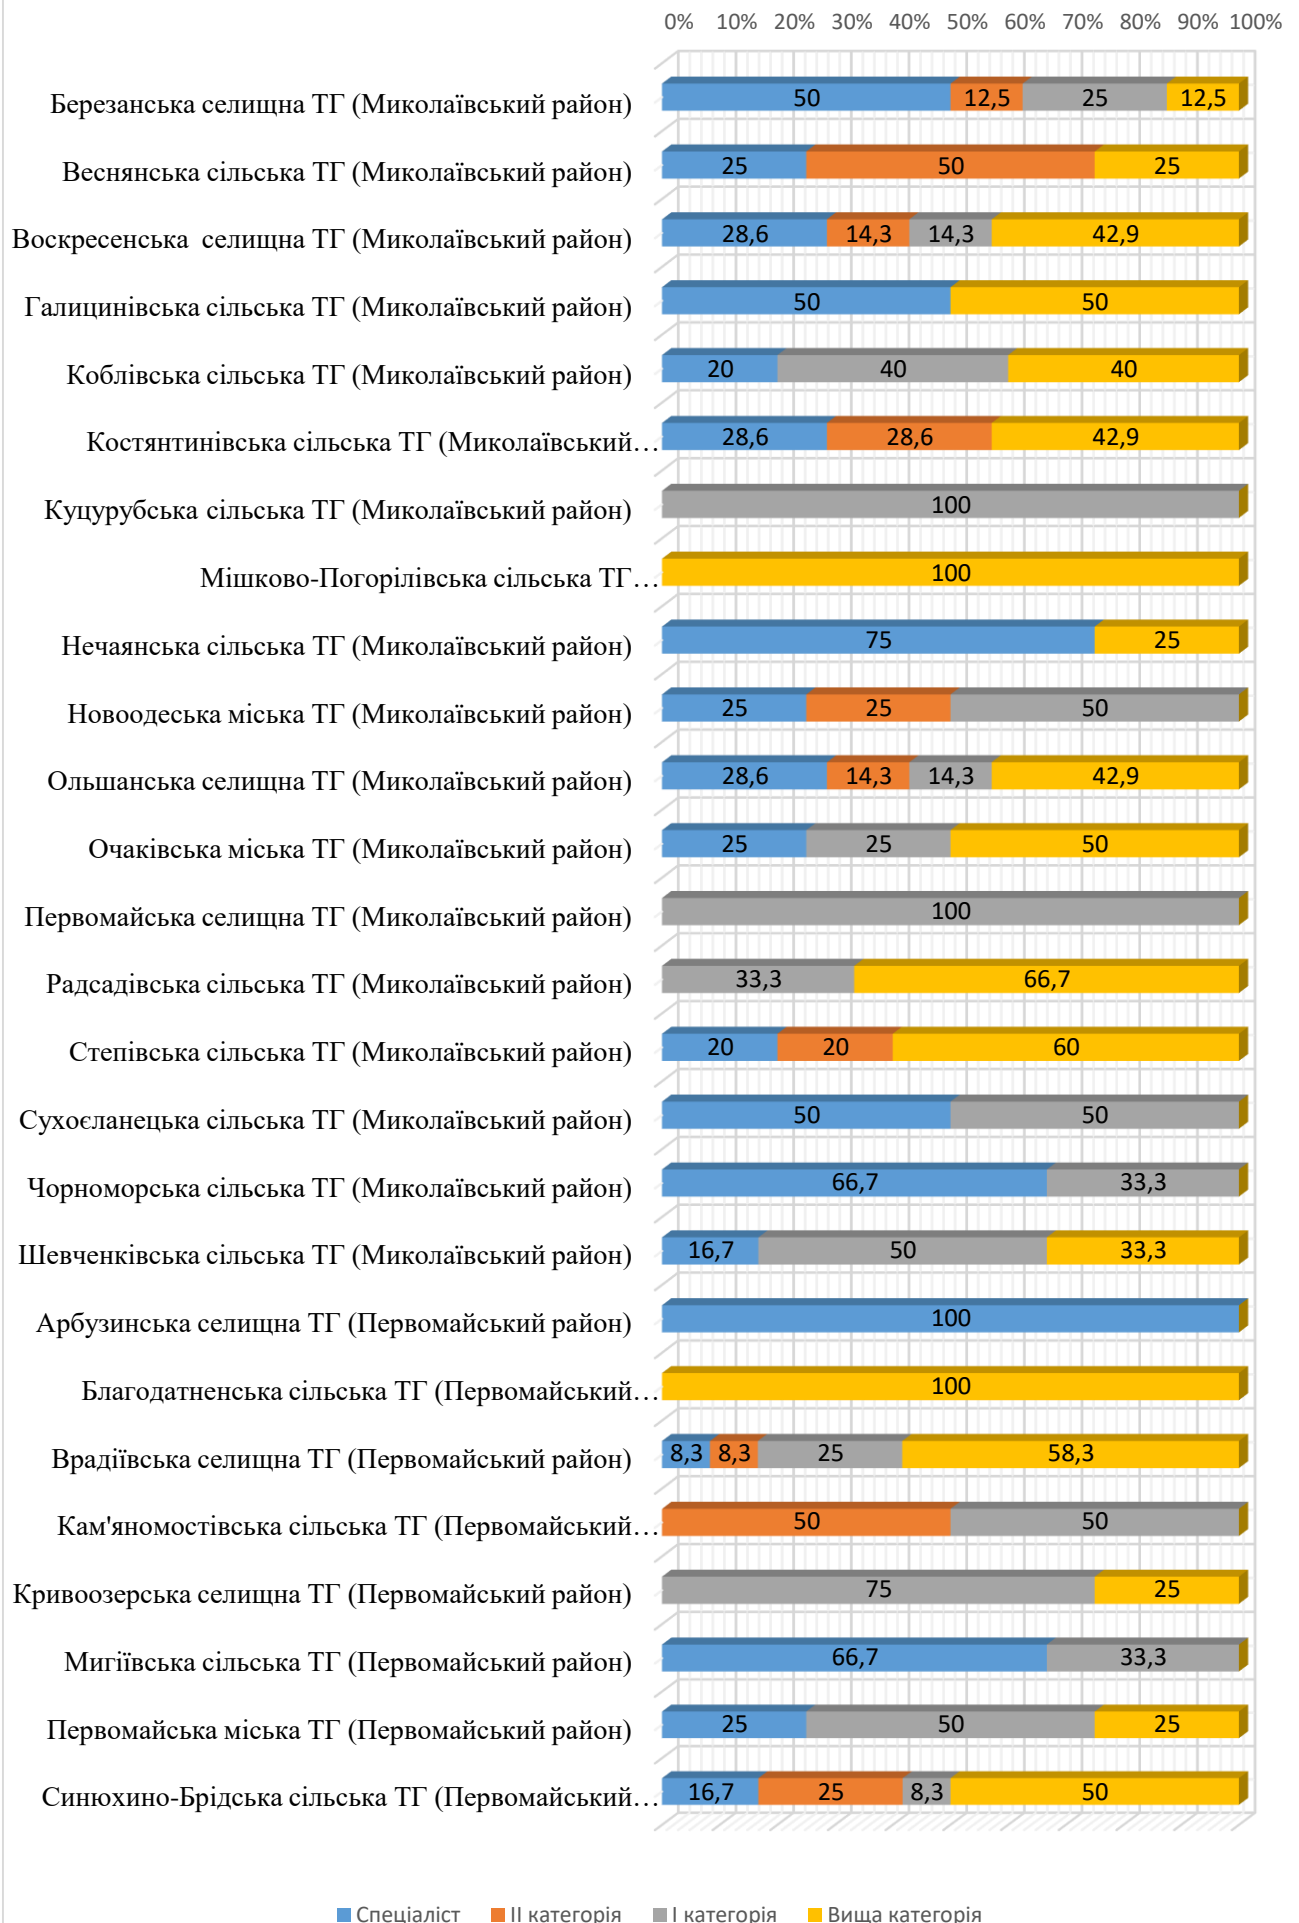 0% 10% 20% 30% 40% 50% 60% 70% 80% 90% 100%
Березанська селищна ТГ (Миколаївський район) 50 12,5 25 12,5
Веснянська сільська ТГ (Миколаївський район) 25 50 25
Воскресенська селищна ТГ (Миколаївський район) 28,6 14,3 14,3 42,9
Галицинівська сільська ТГ (Миколаївський район) 50 50
Коблівська сільська ТГ (Миколаївський район) 20 40 40
Костянтинівська сільська ТГ (Миколаївський… 28,6 28,6 42,9
Куцурубська сільська ТГ (Миколаївський район) 100
Мішково-Погорілівська сільська ТГ… 100
Нечаянська сільська ТГ (Миколаївський район) 75 25
Новоодеська міська ТГ (Миколаївський район) 25 25 50
Ольшанська селищна ТГ (Миколаївський район) 28,6 14,3 14,3 42,9
Очаківська міська ТГ (Миколаївський район) 25 25 50
Первомайська селищна ТГ (Миколаївський район) 100
Радсадівська сільська ТГ (Миколаївський район) 33,3 66,7
Степівська сільська ТГ (Миколаївський район) 20 20 60
Сухоєланецька сільська ТГ (Миколаївський район) 50 50
Чорноморська сільська ТГ (Миколаївський район) 66,7 33,3
Шевченківська сільська ТГ (Миколаївський район) 16,7 50 33,3
Арбузинська селищна ТГ (Первомайський район) 100
Благодатненська сільська ТГ (Первомайський… 100
Врадіївська селищна ТГ (Первомайський район) 8,3 8,3 25 58,3
Кам'яномостівська сільська ТГ (Первомайський… 50 50
Кривоозерська селищна ТГ (Первомайський район) 75 25
Мигіївська сільська ТГ (Первомайський район) 66,7 33,3
Первомайська міська ТГ (Первомайський район) 25 50 25
Синюхино-Брідська сільська ТГ (Первомайський… 16,7 25 8,3 50
Спеціаліст ІІ категорія І категорія Вища категорія